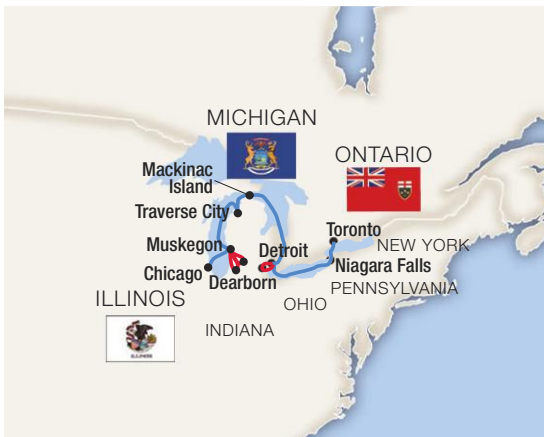 MICHIGAN
ONTARIO
Mackinac
Island
Traverse City
Toronto
Muskegon
Detroit
NEW YORK
Chicago
Niagara Falls
Dearborn
PENNSYLVANIA
ILLINOIS
OHIO
INDIANA
ILLINOIS